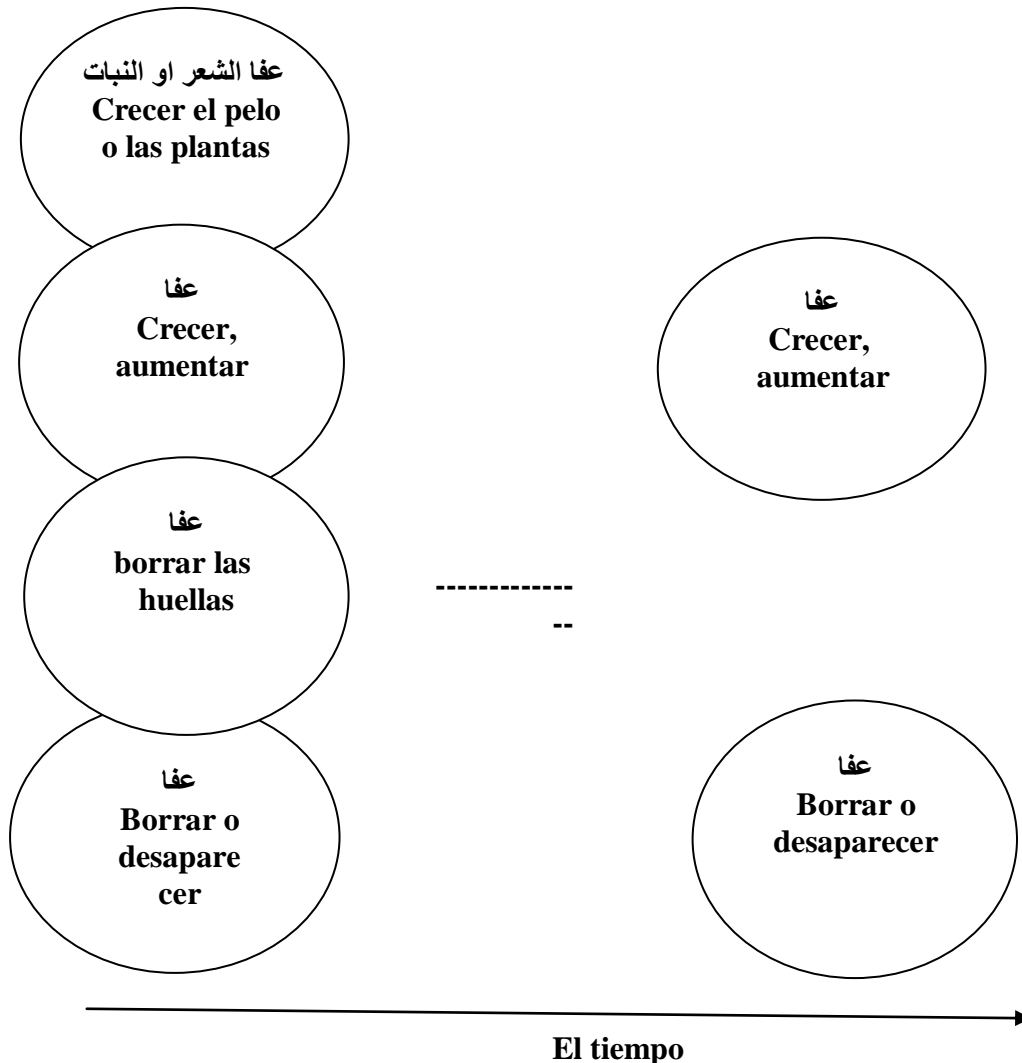 عفا الشعر او النبات
Crecer el pelo
o las plantas
عفا
Crecer,
aumentar
عفا
Crecer,
aumentar
عفا
borrar las
huellas
-------------
--
عفا
Borrar o
desapare
cer
عفا
Borrar o
desaparecer
El tiempo